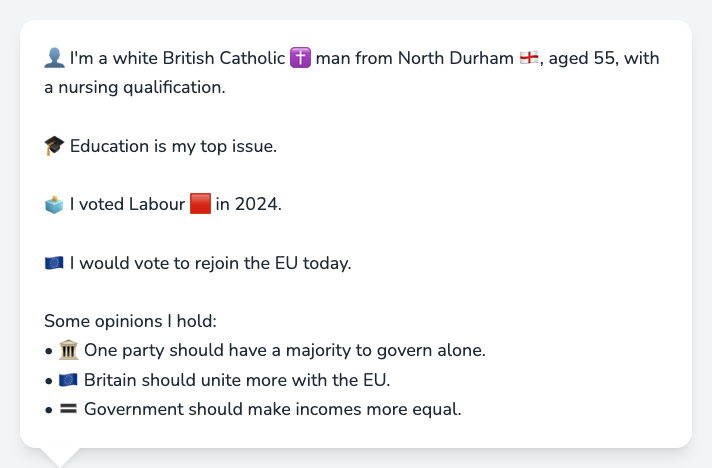 👤 I'm a white British Catholic ✝️ man from North Durham 🏴󠁧󠁢󠁥󠁮󠁧󠁿, aged 55, with
a nursing qualification.
🎓 Education is my top issue.
🗳️ I voted Labour 🟥 in 2024.
🇪🇺 I would vote to rejoin the EU today.
Some opinions I hold:
• 🏛️ One party should have a majority to govern alone.
• 🇪🇺 Britain should unite more with the EU.
• 🟰 Government should make incomes more equal.